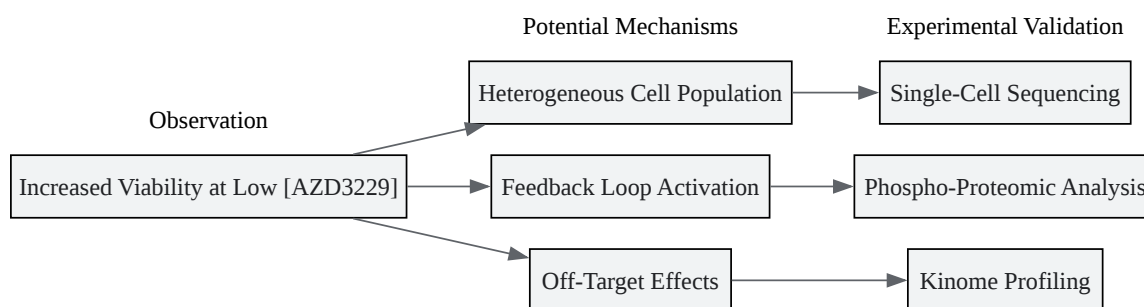 Potential Mechanisms
Experimental Validation
Heterogeneous Cell Population
Single-Cell Sequencing
Observation
Increased Viability at Low [AZD3229]
Feedback Loop Activation
Phospho-Proteomic Analysis
Off-Target Effects
Kinome Profiling